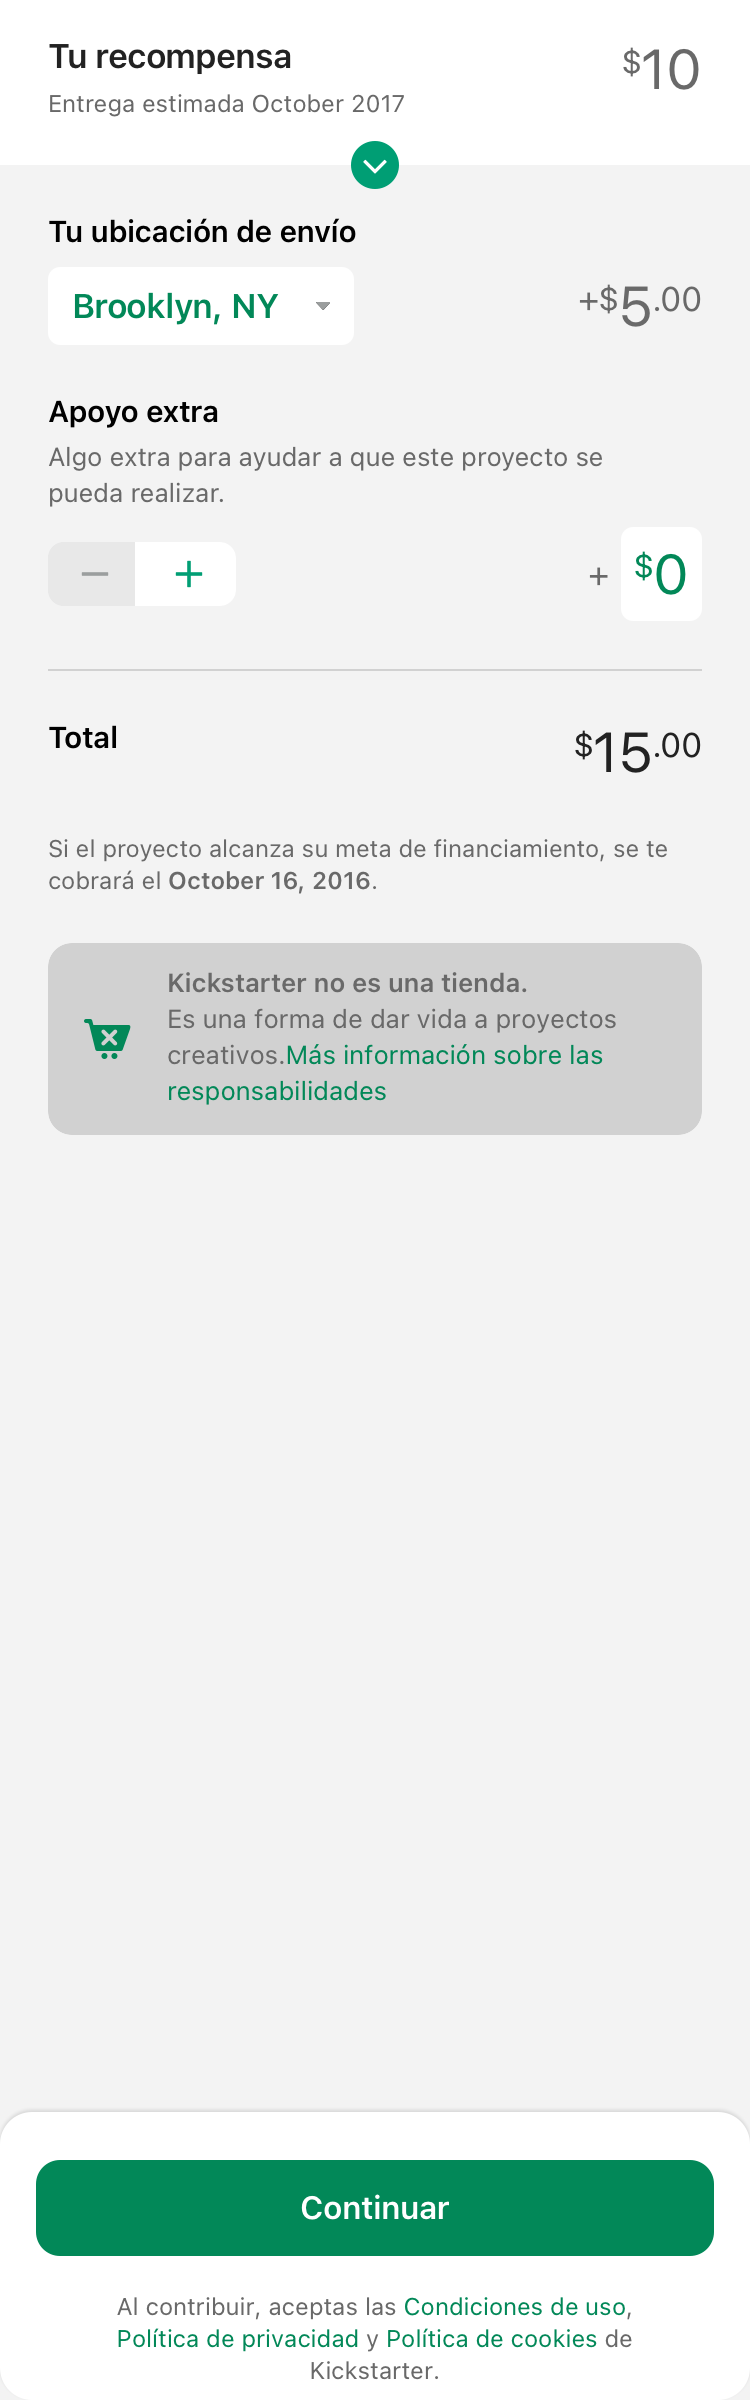 Tu recompensa
$10
Entrega estimada October 2017
Tu ubicación de envío
Brooklyn, NY
+$5.00
Apoyo extra
Algo extra para ayudar a que este proyecto se
pueda realizar.
+ $0
Total
$15.00
Si el proyecto alcanza su meta de financiamiento, se te
cobrará el October 16, 2016.
Kickstarter no es una tienda.
Es una forma de dar vida a proyectos
creativos.Más información sobre las
responsabilidades
Continuar
Al contribuir, aceptas las Condiciones de uso,
Política de privacidad y Política de cookies de
Kickstarter.